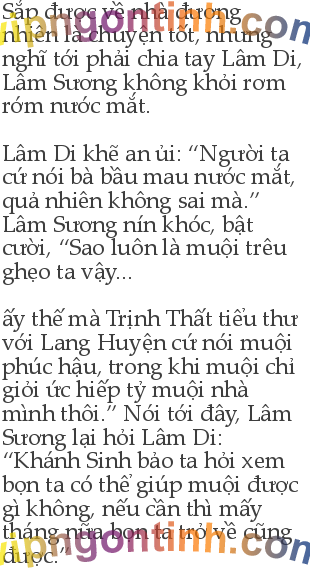 Sắp được về nhà đương
nhiên là chuyện tốt, nhưng
nghĩ tới phải chia tay Lâm Di,
Lâm Sương không khỏi rơm
rớm nước mắt.
Lâm Di khẽ an ủi: “Người ta
cứ nói bà bầu mau nước mắt,
quả nhiên không sai mà.”
Lâm Sương nín khóc, bật
cười, “Sao luôn là muội trêu
ghẹo ta vậy...
ấy thế mà Trịnh Thất tiểu thư
với Lang Huyện cứ nói muội
phúc hậu, trong khi muội chỉ
giỏi ức hiếp tỷ muội nhà
mình thôi.” Nói tới đây, Lâm
Sương lại hỏi Lâm Di:
“Khánh Sinh bảo ta hỏi xem
bọn ta có thể giúp muội được
gì không, nếu cần thì mấy
tháng nữa bọn ta trở về cũng
được.”